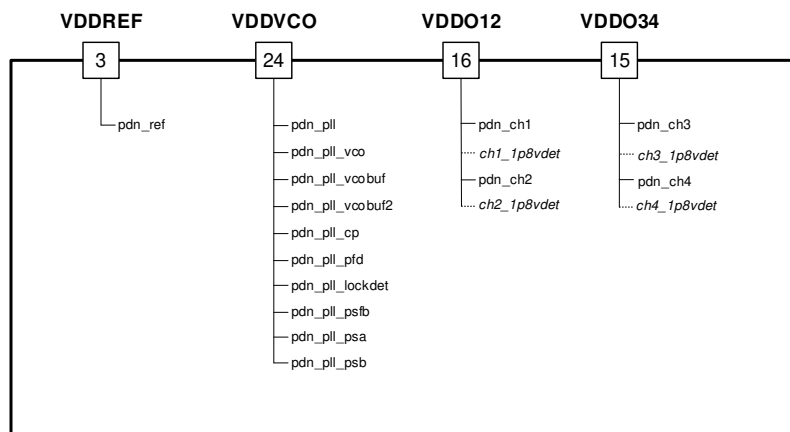 VDDREF VDDVCO VDDO12 VDDO34
3 24 16 15
pdn_ref pdn_pll pdn_ch1 pdn_ch3
pdn_pll_vco ch1_1p8vdet ch3_1p8vdet
pdn_pll_vcobuf pdn_ch2 pdn_ch4
pdn_pll_vcobuf2 ch2_1p8vdet ch4_1p8vdet
pdn_pll_cp
pdn_pll_pfd
pdn_pll_lockdet
pdn_pll_psfb
pdn_pll_psa
pdn_pll_psb